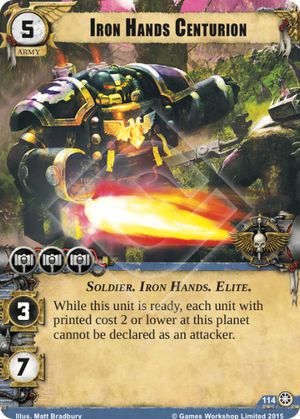 5
ARMY
IRON HANDS CENTURION
SOLDIER. IRON HANDS. ELITE.
3
While this unit is ready, each unit with
printed cost 2 or lower at this planet
cannot be declared as an attacker.
7
114
Illus. Matt Bradbury
© Games Workshop Limited 2015